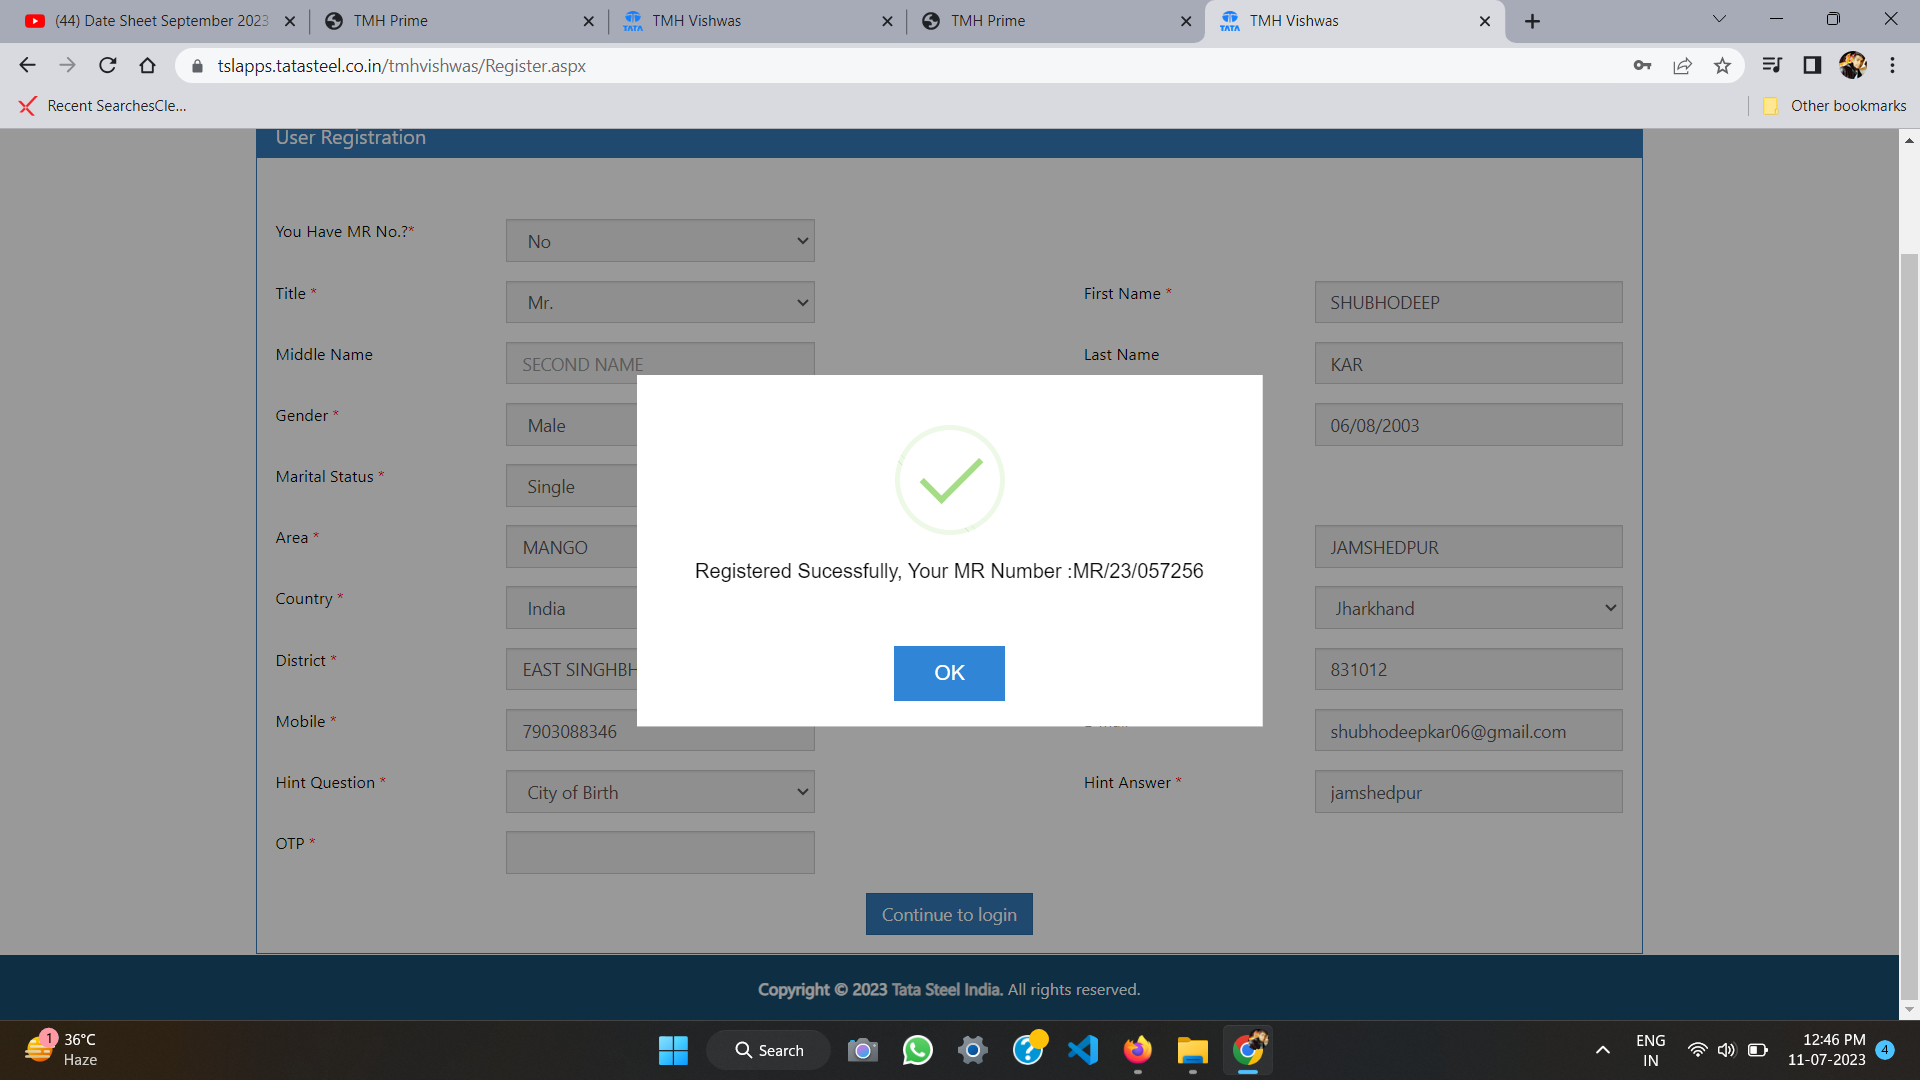 (44) Date Sheet September 2023
TMH Prime
TMH Vishwas
TMH Prime
TMH Vishwas
tslapps.tatasteel.co.in/tmhvishwas/Register.aspx
Recent SearchesCle...
Other bookmarks
User Registration
You Have MR No.?*
No
Title *
Mr.
First Name *
SHUBHODEEP
Middle Name
SECOND NAME
Last Name
KAR
Gender *
Male
06/08/2003
Marital Status *
Single
Area *
MANGO
JAMSHEDPUR
Country *
India
Jharkhand
District *
EAST SINGHBH
831012
Mobile *
7903088346
shubhodeepkar06@gmail.com
Registered Sucessfully, Your MR Number :MR/23/057256
OK
Hint Question *
City of Birth
Hint Answer *
jamshedpur
OTP *
Continue to login
Copyright © 2023 Tata Steel India. All rights reserved.
1
36°C
Haze
Search
ENG
IN
12:46 PM
11-07-2023
4